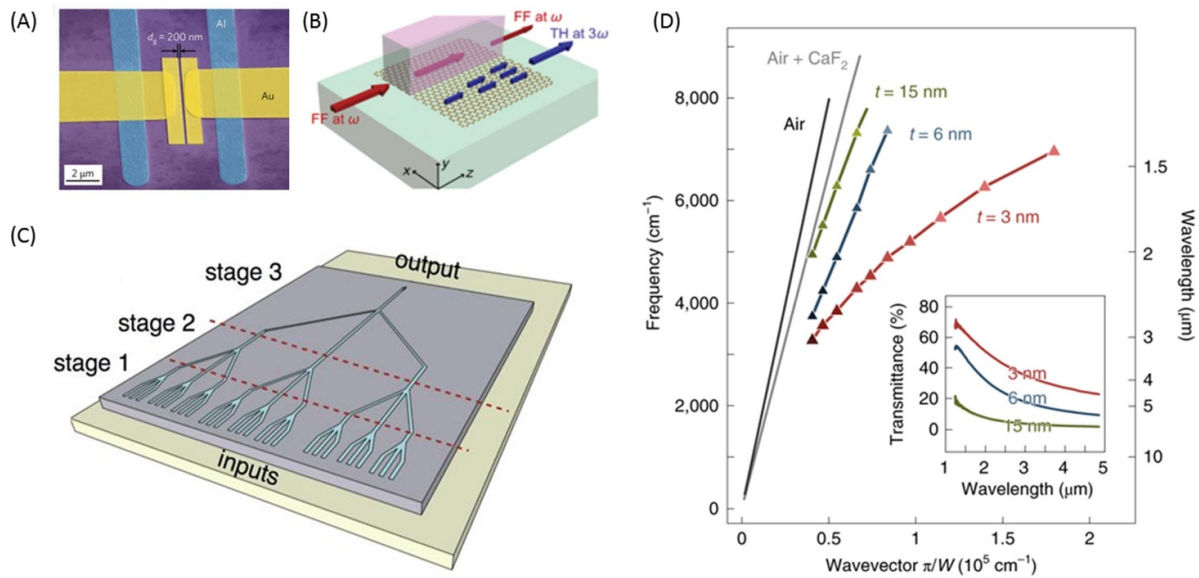 (A)
Al
d_g = 200 nm
Au
2 μm
(B)
FF at ω
TH at 3ω
FF at ω
x
y
z
(C)
stage 3
output
stage 2
stage 1
inputs
(D)
Air + CaF₂
Air
t = 15 nm
t = 6 nm
t = 3 nm
8,000
6,000
4,000
2,000
0
Frequency (cm⁻¹)
1.5
2
3
4
5
10
Wavelength (μm)
80
60
40
20
0
Transmittance (%)
3 nm
6 nm
15 nm
1 2 3 4 5
Wavelength (μm)
0 0.5 1 1.5 2
Wavevector π/W (10⁵ cm⁻¹)